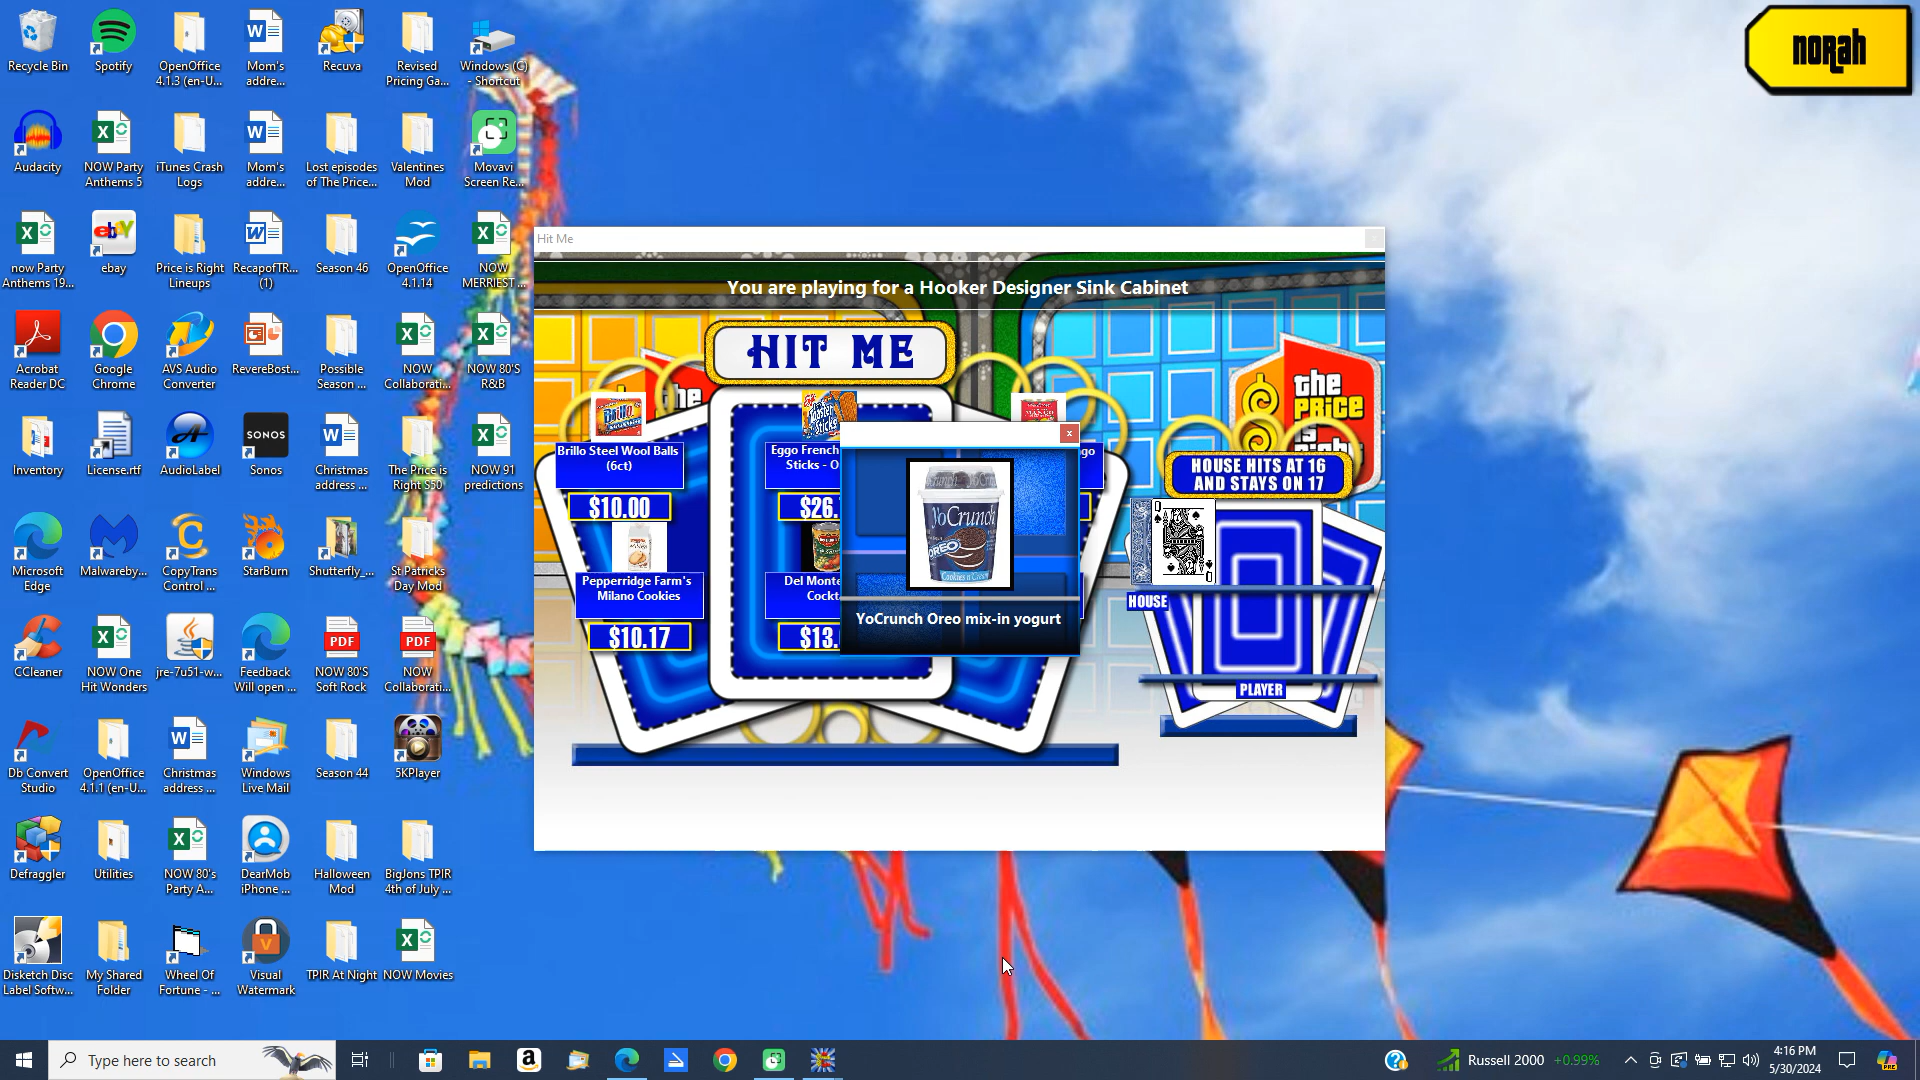 Recycle Bin
Spotify
OpenOffice
4.1.3 (en-U...
Mom's
addre...
Recuva
Revised
Pricing Ga...
Windows (C)
- Shortcut
norah
Audacity
NOW Party
Anthems 5
iTunes Crash
Logs
Mom's
addre...
Lost episodes
of The Price...
Valentines
Mod
Movavi
Screen Re...
now Party
Anthems 19...
ebay
Price is Right
Lineups
RecapofTR...
(1)
Season 46
OpenOffice
4.1.14
NOW
MERRIEST ...
Acrobat
Reader DC
Google
Chrome
AVS Audio
Converter
RevereBost...
Possible
Season ...
NOW
Collaborati...
NOW 80'S
R&B
Inventory
License.rtf
AudioLabel
SONOS
Sonos
Christmas
address ...
The Price is
Right S50
NOW 91
predictions
Microsoft
Edge
Malwareby...
CopyTrans
Control ...
StarBurn
Shutterfly_...
St Patricks
Day Mod
CCleaner
NOW One
Hit Wonders
jre-7u51-w...
Feedback
Will open ...
PDF
NOW 80'S
Soft Rock
PDF
NOW
Collaborati...
Db Convert
Studio
OpenOffice
4.1.1 (en-U...
Christmas
address ...
Windows
Live Mail
Season 44
5KPlayer
Defraggler
Utilities
NOW 80's
Party A...
DearMob
iPhone ...
Halloween
Mod
BigJons TPIR
4th of July ...
Disketch Disc
Label Softw...
My Shared
Folder
Wheel Of
Fortune - ...
Visual
Watermark
TPIR At Night
NOW Movies
Hit Me
You are playing for a Hooker Designer Sink Cabinet
HIT ME
the
the
PRiCE
is
Brillo Steel Wool Balls
(6ct)
$10.00
Eggo French
Sticks - O
$26.
Pepperridge Farm's
Milano Cookies
$10.17
Del Monte
Cockt
$13.
YoCrunch
OREO
Cookies n Cream
YoCrunch Oreo mix-in yogurt
HOUSE HITS AT 16
AND STAYS ON 17
HOUSE
PLAYER
Type here to search
Russell 2000 +0.99%
4:16 PM
5/30/2024